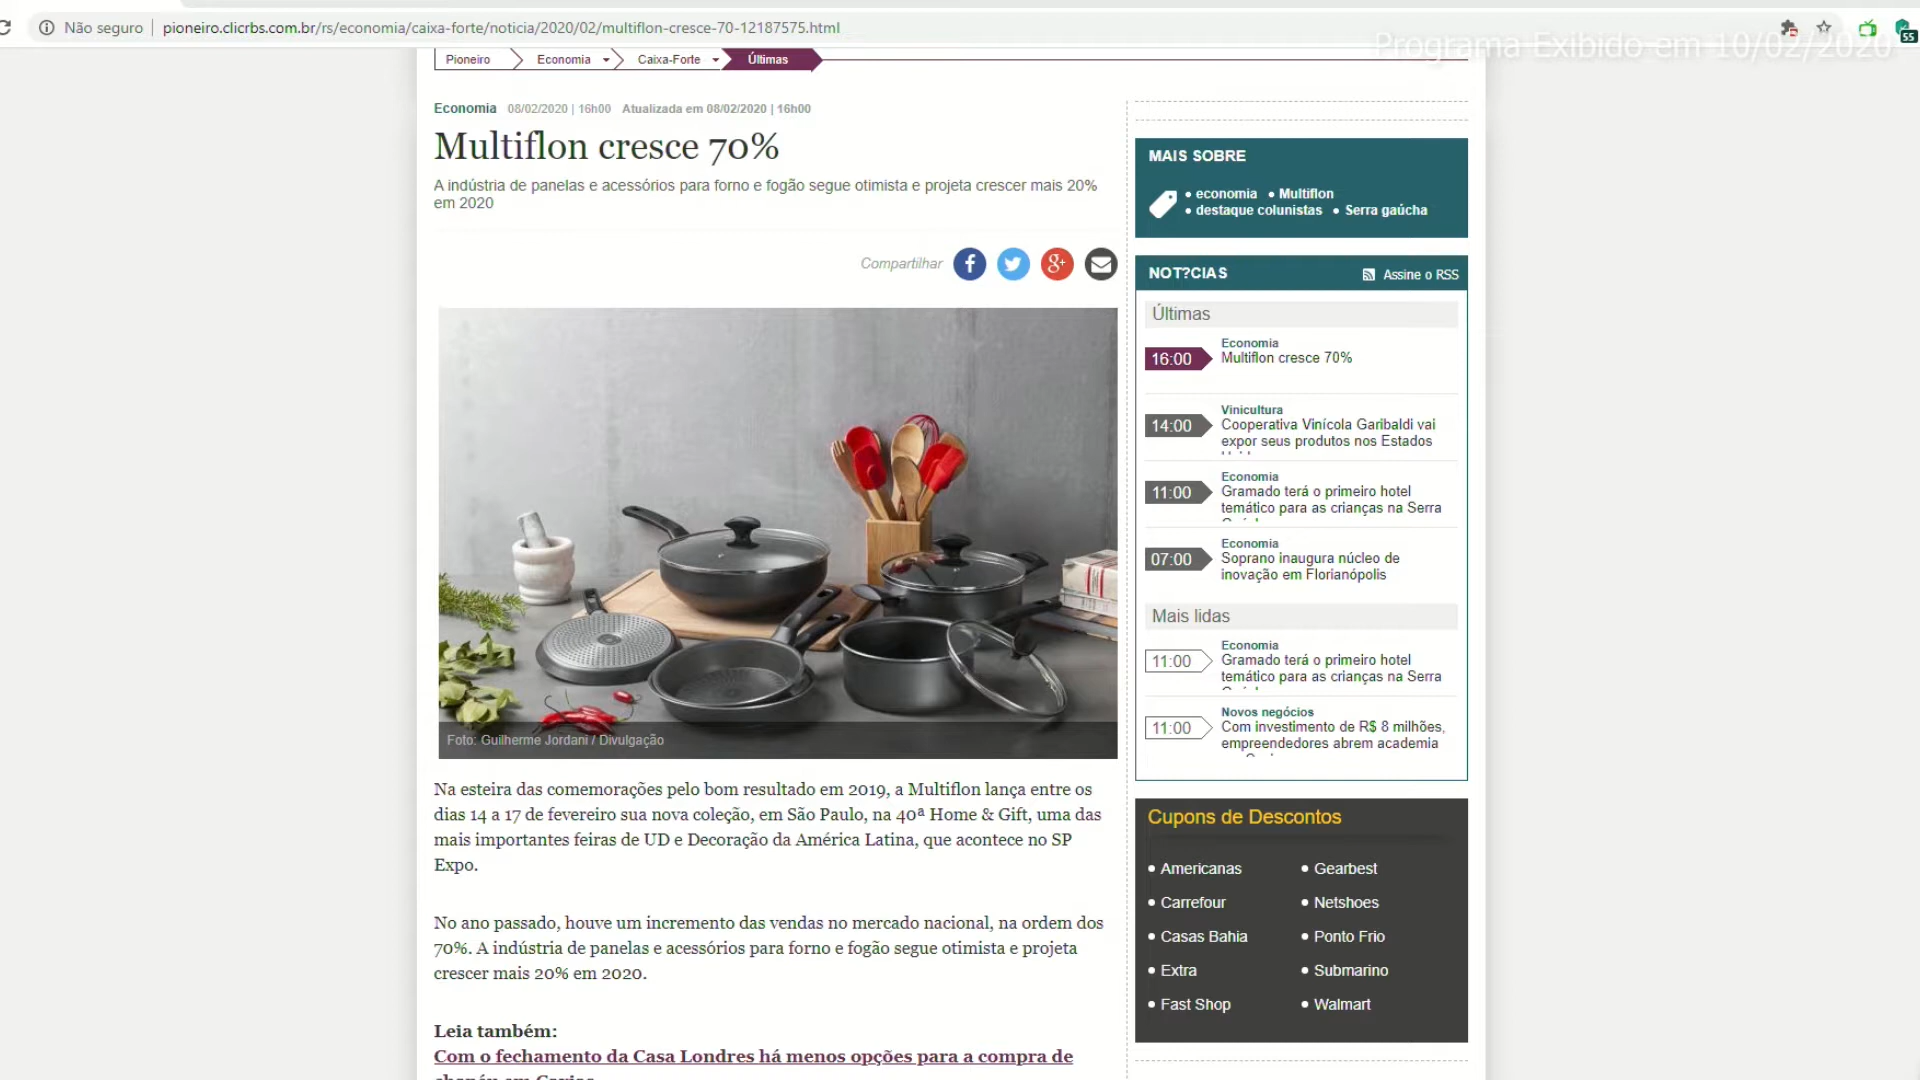 Não seguro
pioneiro.clicrbs.com.br/rs/economia/caixa-forte/noticia/2020/02/multiflon-cresce-70-12187575.html
55
Programa Exibido em 10/02/2020
Pioneiro
Economia
Caixa-Forte
Últimas
Economia 08/02/2020 | 16h00 Atualizada em 08/02/2020 | 16h00
Multiflon cresce 70%
A indústria de panelas e acessórios para forno e fogão segue otimista e projeta crescer mais 20%
em 2020
Compartilhar
Foto: Guilherme Jordani / Divulgação
Na esteira das comemorações pelo bom resultado em 2019, a Multiflon lança entre os
dias 14 a 17 de fevereiro sua nova coleção, em São Paulo, na 40ª Home & Gift, uma das
mais importantes feiras de UD e Decoração da América Latina, que acontece no SP
Expo.
No ano passado, houve um incremento das vendas no mercado nacional, na ordem dos
70%. A indústria de panelas e acessórios para forno e fogão segue otimista e projeta
crescer mais 20% em 2020.
Leia também:
Com o fechamento da Casa Londres há menos opções para a compra de
MAIS SOBRE
• economia • Multiflon
• destaque colunistas • Serra gaúcha
NOT?CIAS
Assine o RSS
Últimas
16:00
Economia
Multiflon cresce 70%
14:00
Vinicultura
Cooperativa Vinícola Garibaldi vai
expor seus produtos nos Estados
11:00
Economia
Gramado terá o primeiro hotel
temático para as crianças na Serra
07:00
Economia
Soprano inaugura núcleo de
inovação em Florianópolis
Mais lidas
11:00
Economia
Gramado terá o primeiro hotel
temático para as crianças na Serra
11:00
Novos negócios
Com investimento de R$ 8 milhões,
empreendedores abrem academia
Cupons de Descontos
• Americanas
• Carrefour
• Casas Bahia
• Extra
• Fast Shop
• Gearbest
• Netshoes
• Ponto Frio
• Submarino
• Walmart